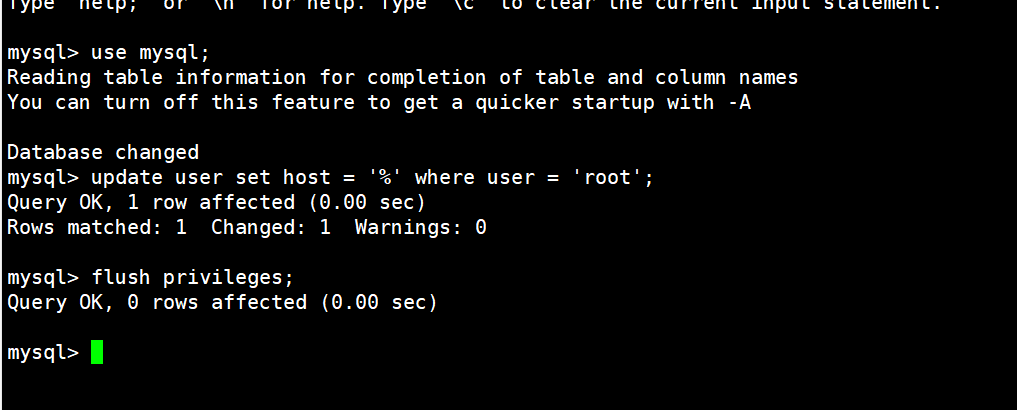 Type 'help;' or '\h' for help. Type '\c' to clear the current input statement.
mysql> use mysql;
Reading table information for completion of table and column names
You can turn off this feature to get a quicker startup with -A
Database changed
mysql> update user set host = '%' where user = 'root';
Query OK, 1 row affected (0.00 sec)
Rows matched: 1  Changed: 1  Warnings: 0
mysql> flush privileges;
Query OK, 0 rows affected (0.00 sec)
mysql>